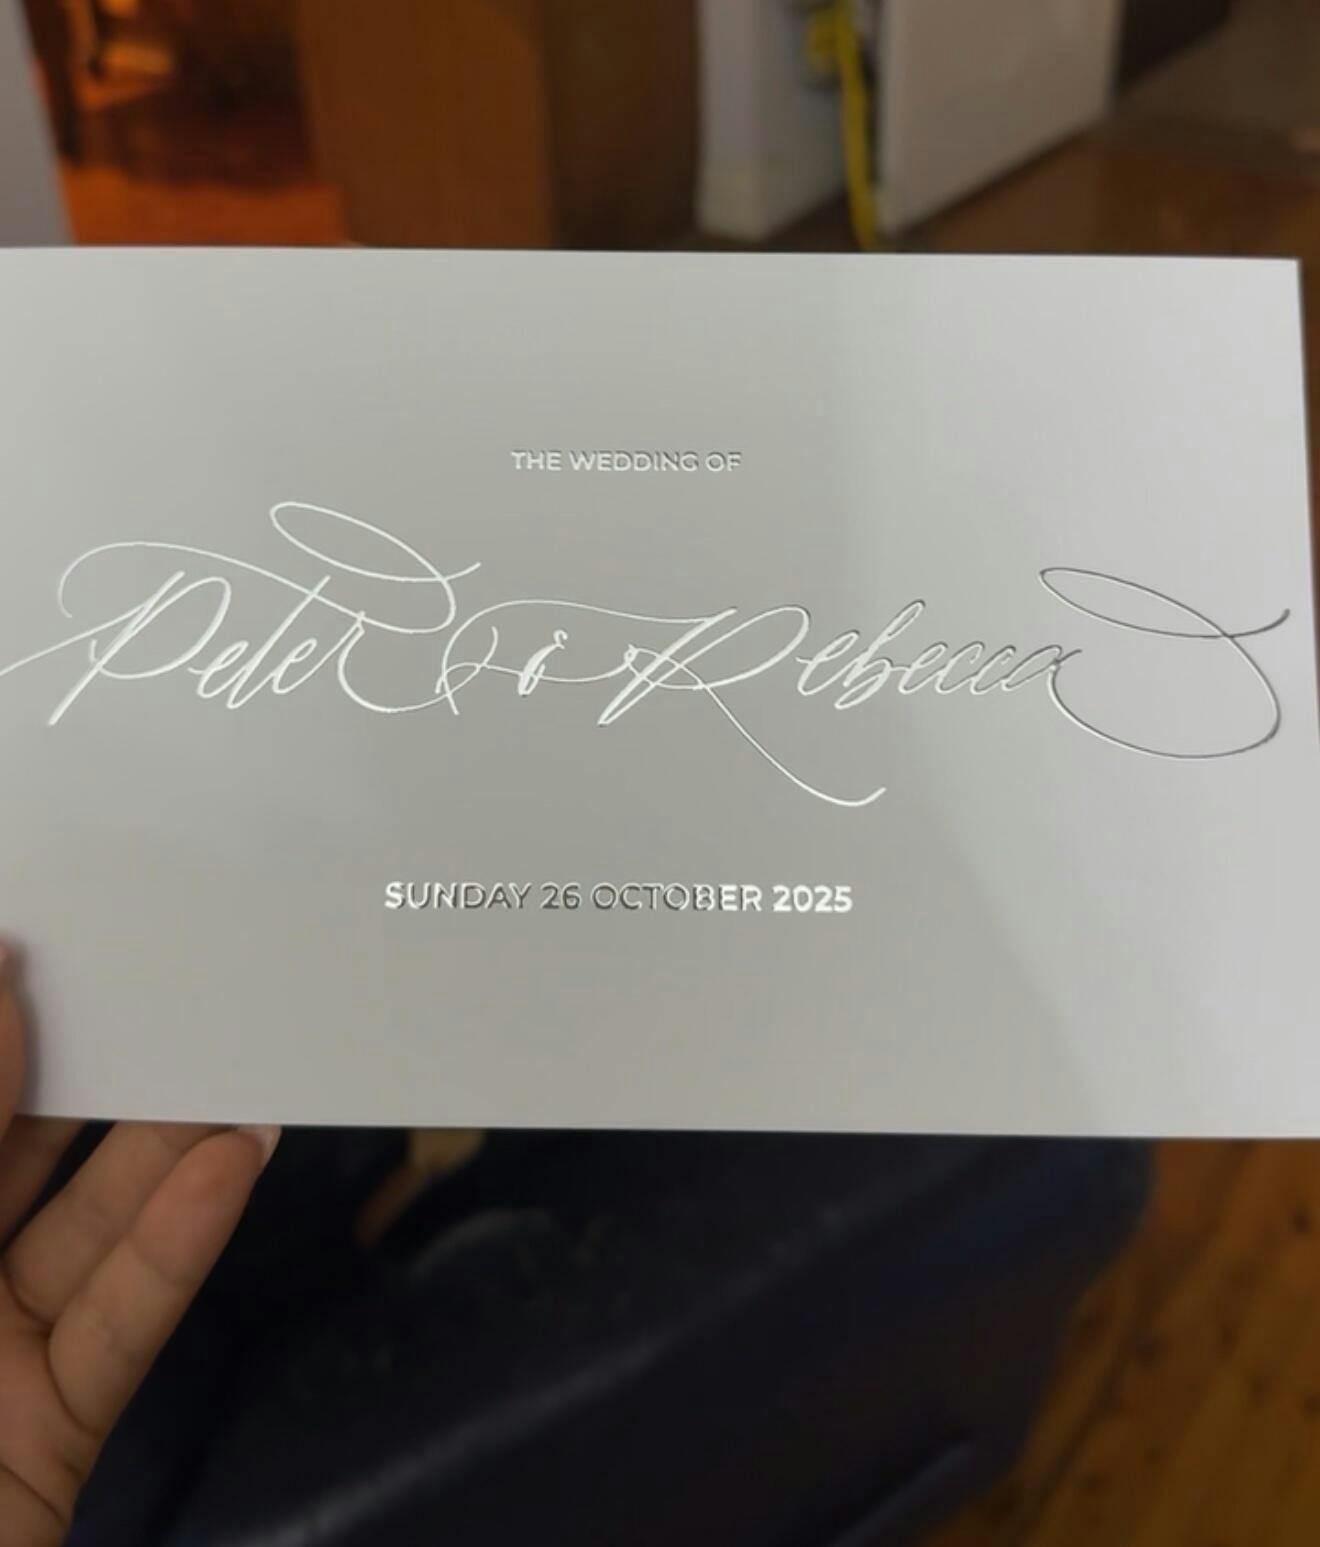 THE WEDDING OF
Peter & Rebecca
SUNDAY 26 OCTOBER 2025